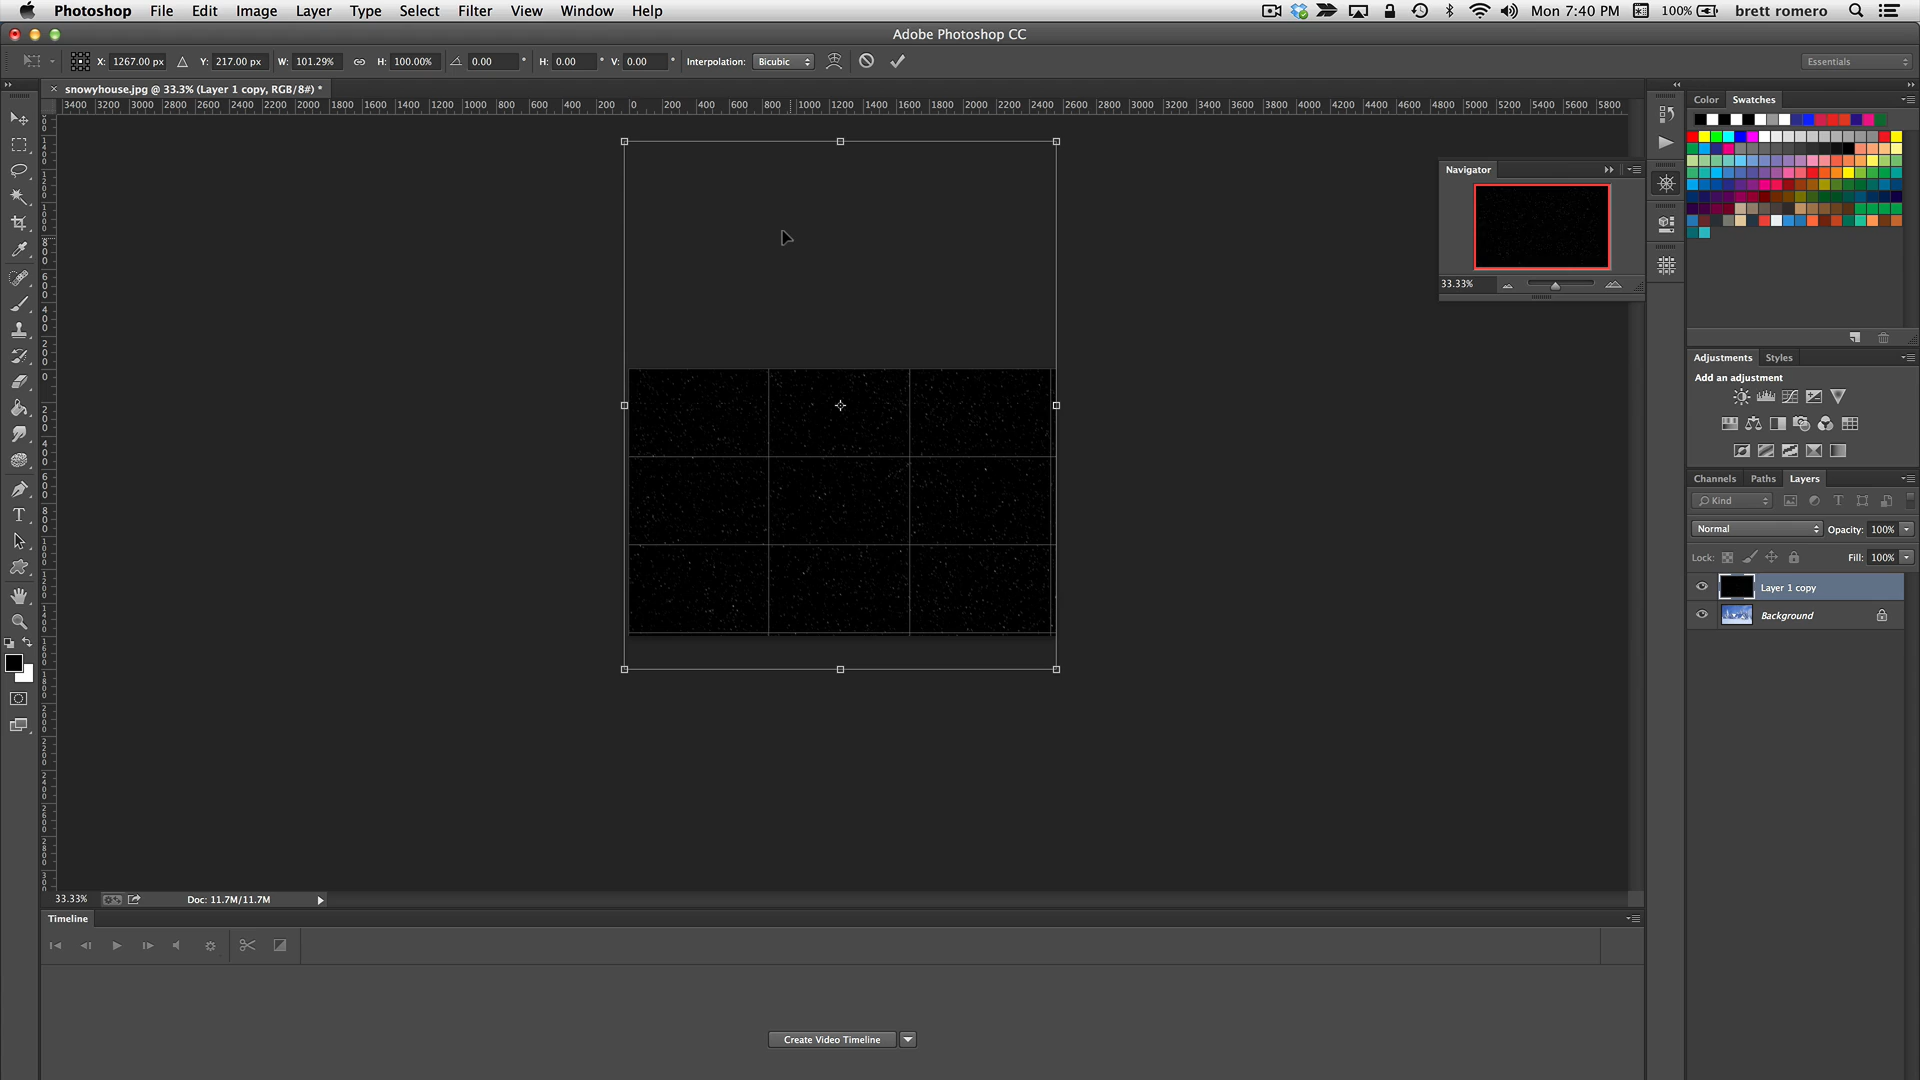 Photoshop File Edit Image Layer Type Select Filter View Window Help Mon 7:40 PM 100% brett romero
Adobe Photoshop CC
X: 1267.00 px Y: 217.00 px W: 101.29% H: 100.00% 0.00 ° H: 0.00 ° V: 0.00 ° Interpolation: Bicubic Essentials
× snowyhouse.jpg @ 33.3% (Layer 1 copy, RGB/8#) *
3400 3200 3000 2800 2600 2400 2200 2000 1800 1600 1400 1200 1000 800 600 400 200 0 200 400 600 800 1000 1200 1400 1600 1800 2000 2200 2400 2600 2800 3000 3200 3400 3600 3800 4000 4200 4400 4600 4800 5000 5200 5400 5600 5800
Color Swatches
Navigator
33.33%
Adjustments Styles
Add an adjustment
Channels Paths Layers
Kind
Normal Opacity: 100%
Lock: Fill: 100%
Layer 1 copy
Background
33.33% Doc: 11.7M/11.7M
Timeline
Create Video Timeline